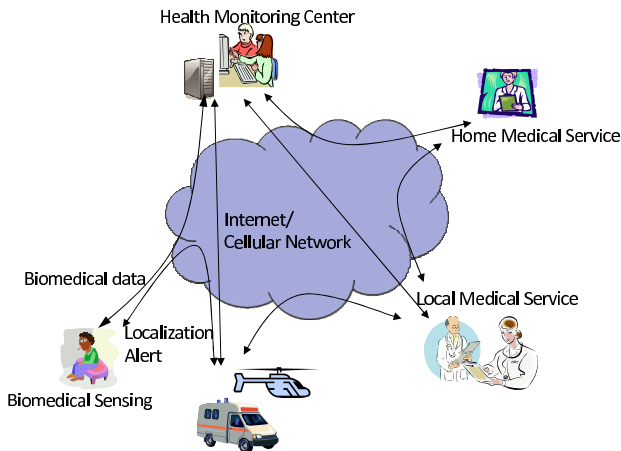 Health Monitoring Center
Home Medical Service
Internet/
Cellular Network
Biomedical data
Local Medical Service
Localization
Alert
Biomedical Sensing